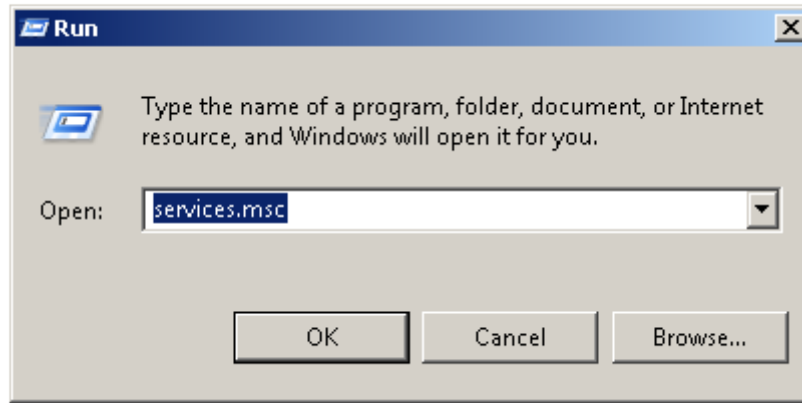 Run
Type the name of a program, folder, document, or Internet
resource, and Windows will open it for you.
Open: services.msc
OK Cancel Browse...